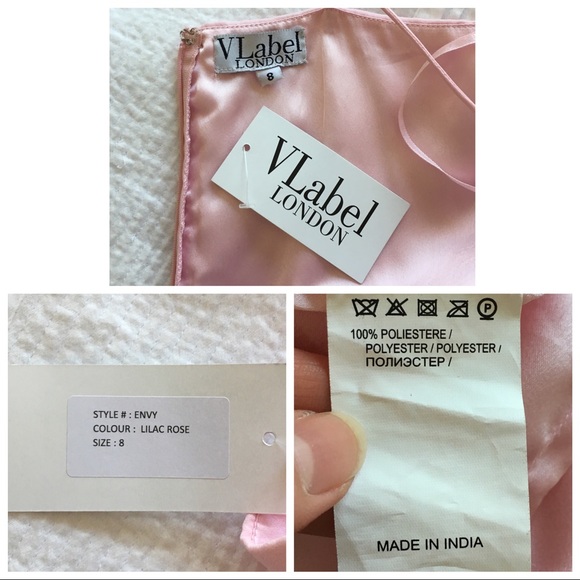 VLabel
LONDON
8
VLabel
LONDON
STYLE # : ENVY
COLOUR : LILAC ROSE
SIZE : 8
P
100% POLIESTERE /
POLYESTER / POLYESTER /
ПОЛИЭСТЕР /
MADE IN INDIA